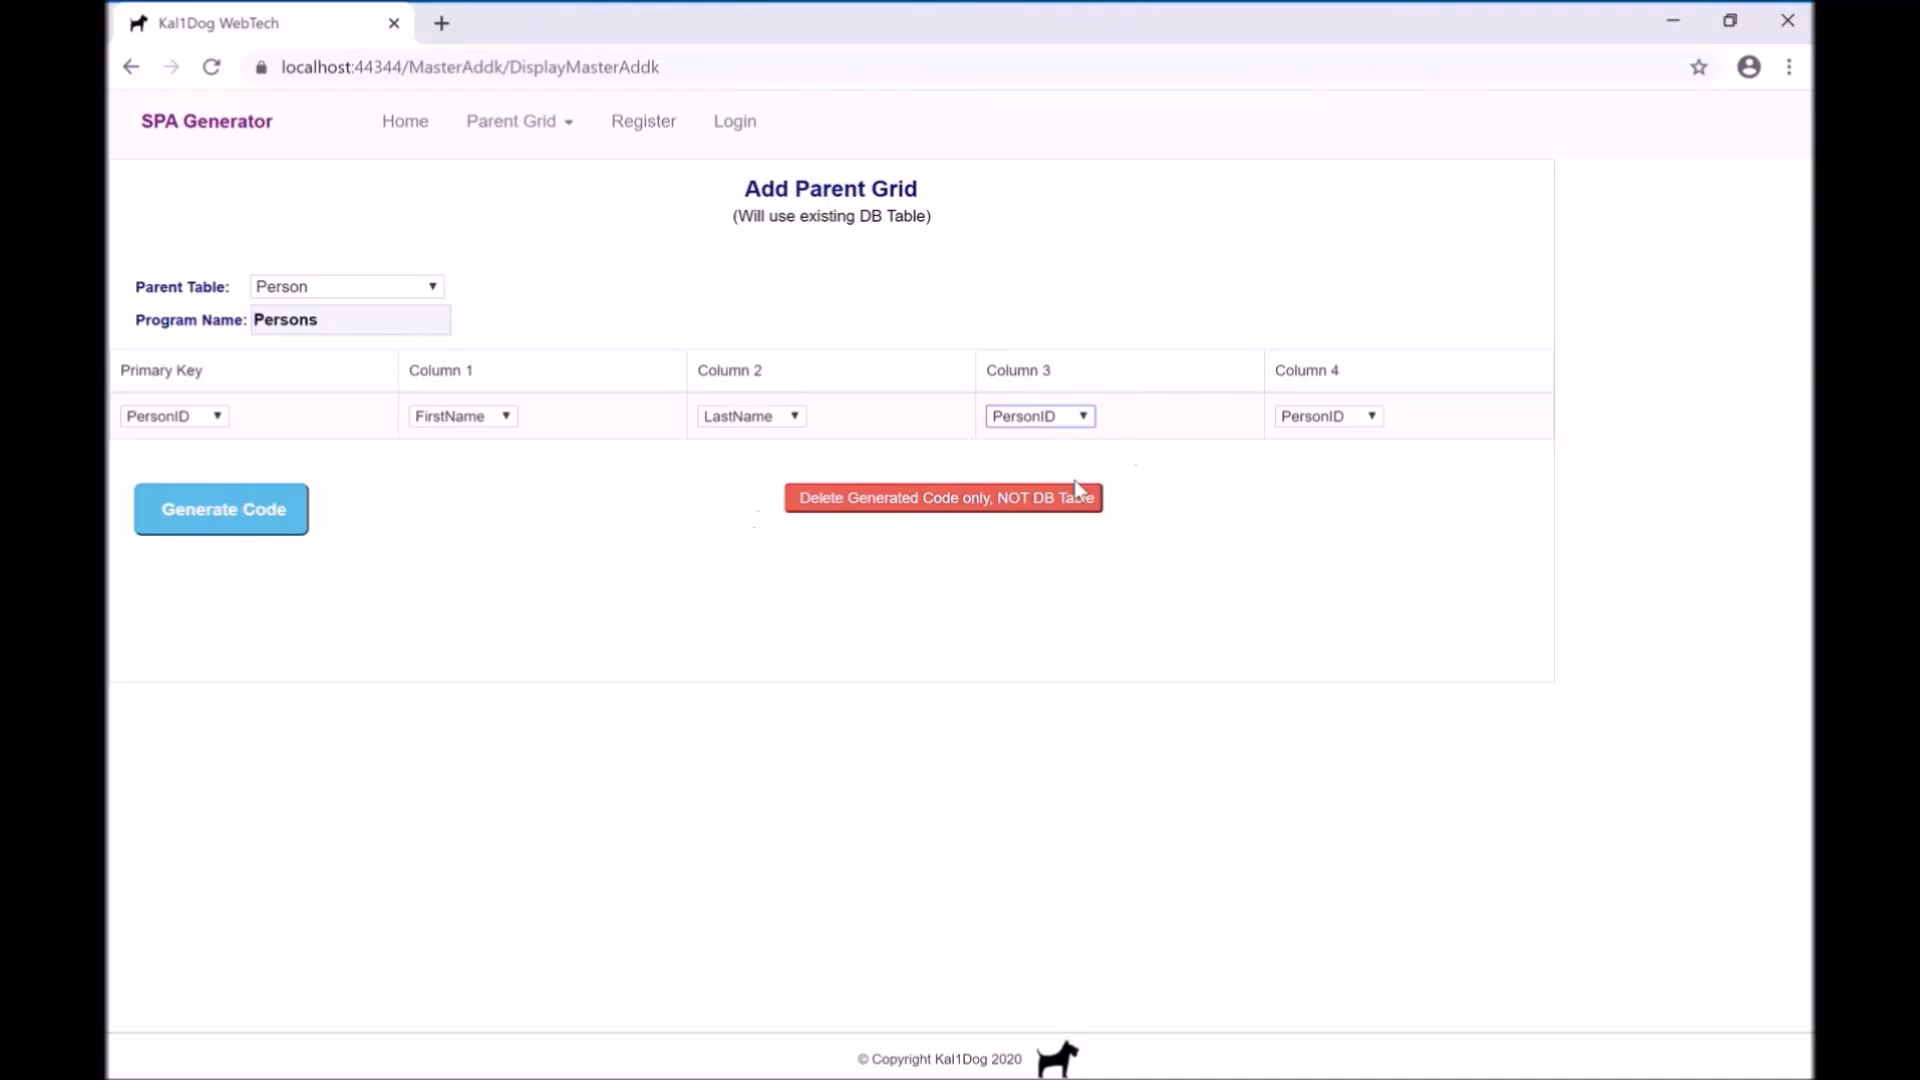 Kal1Dog WebTech
localhost:44344/MasterAddk/DisplayMasterAddk
SPA Generator Home Parent Grid Register Login
Add Parent Grid
(Will use existing DB Table)
Parent Table: Person
Program Name: Persons
Primary Key Column 1 Column 2 Column 3 Column 4
PersonID FirstName LastName PersonID PersonID
Generate Code
Delete Generated Code only, NOT DB Table
© Copyright Kal1Dog 2020